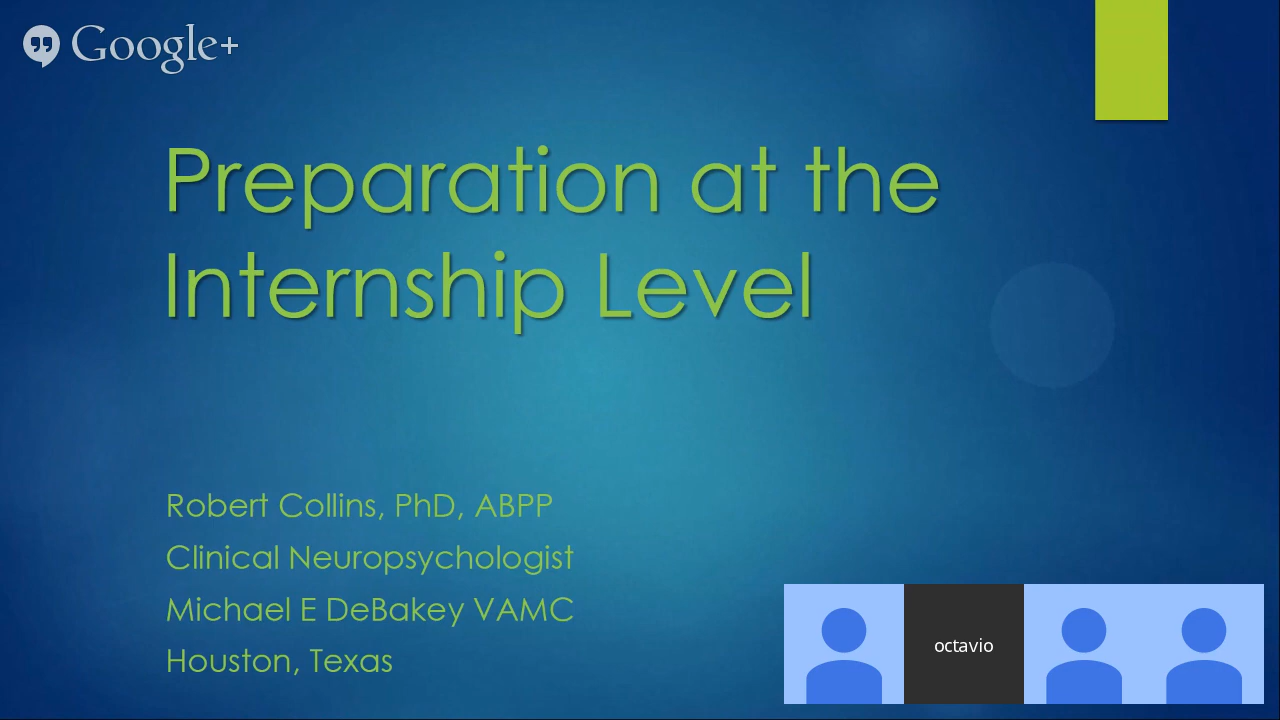 Google+
Preparation at the
Internship Level
Robert Collins, PhD, ABPP
Clinical Neuropsychologist
Michael E DeBakey VAMC
Houston, Texas
octavio